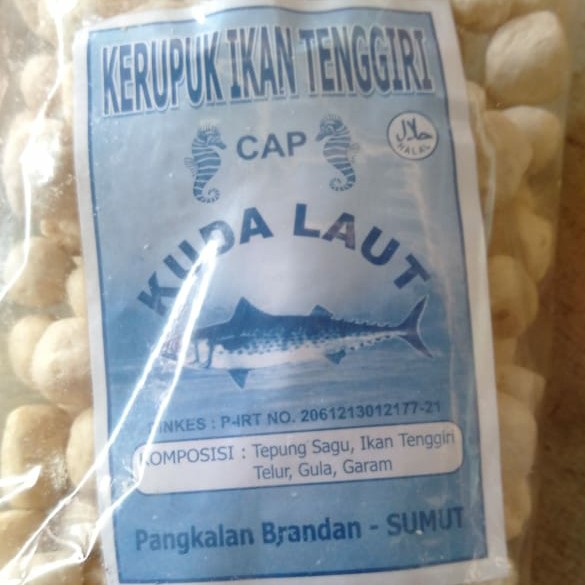 KERUPUK IKAN TENGGIRI
CAP
حلال
HALAL
KUDA LAUT
DINKES : P-IRT NO. 2061213012177-21
KOMPOSISI : Tepung Sagu, Ikan Tenggiri
Telur, Gula, Garam
Pangkalan Brandan - SUMUT